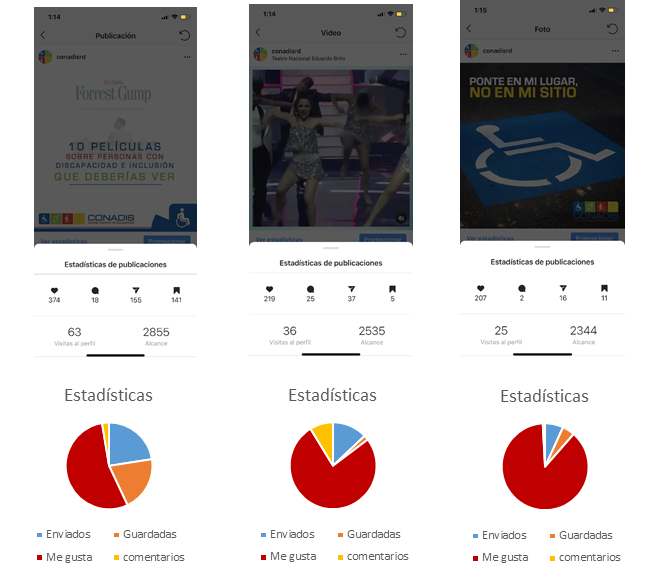 1:14
Publicación
conadisrd
Forrest Gump
10 PELÍCULAS
SOBRE PERSONAS CON
DISCAPACIDAD E INCLUSIÓN
QUE DEBERÍAS VER
CONADIS
Ver estadísticas
Promocionar
Estadísticas de publicaciones
374 18 155 141
63 2855
Visitas al perfil Alcance
Estadísticas
Enviados Guardadas
Me gusta comentarios
1:14
Video
conadisrd
Teatro Nacional Eduardo Brito
Ver estadísticas
Promocionar
Estadísticas de publicaciones
219 25 37 5
36 2535
Visitas al perfil Alcance
Estadísticas
Enviados Guardadas
Me gusta comentarios
1:15
Foto
conadisrd
PONTE EN MI LUGAR,
NO EN MI SITIO
CONADIS
Ver estadísticas
Promocionar
Estadísticas de publicaciones
207 2 16 11
25 2344
Visitas al perfil Alcance
Estadísticas
Enviados Guardadas
Me gusta comentarios